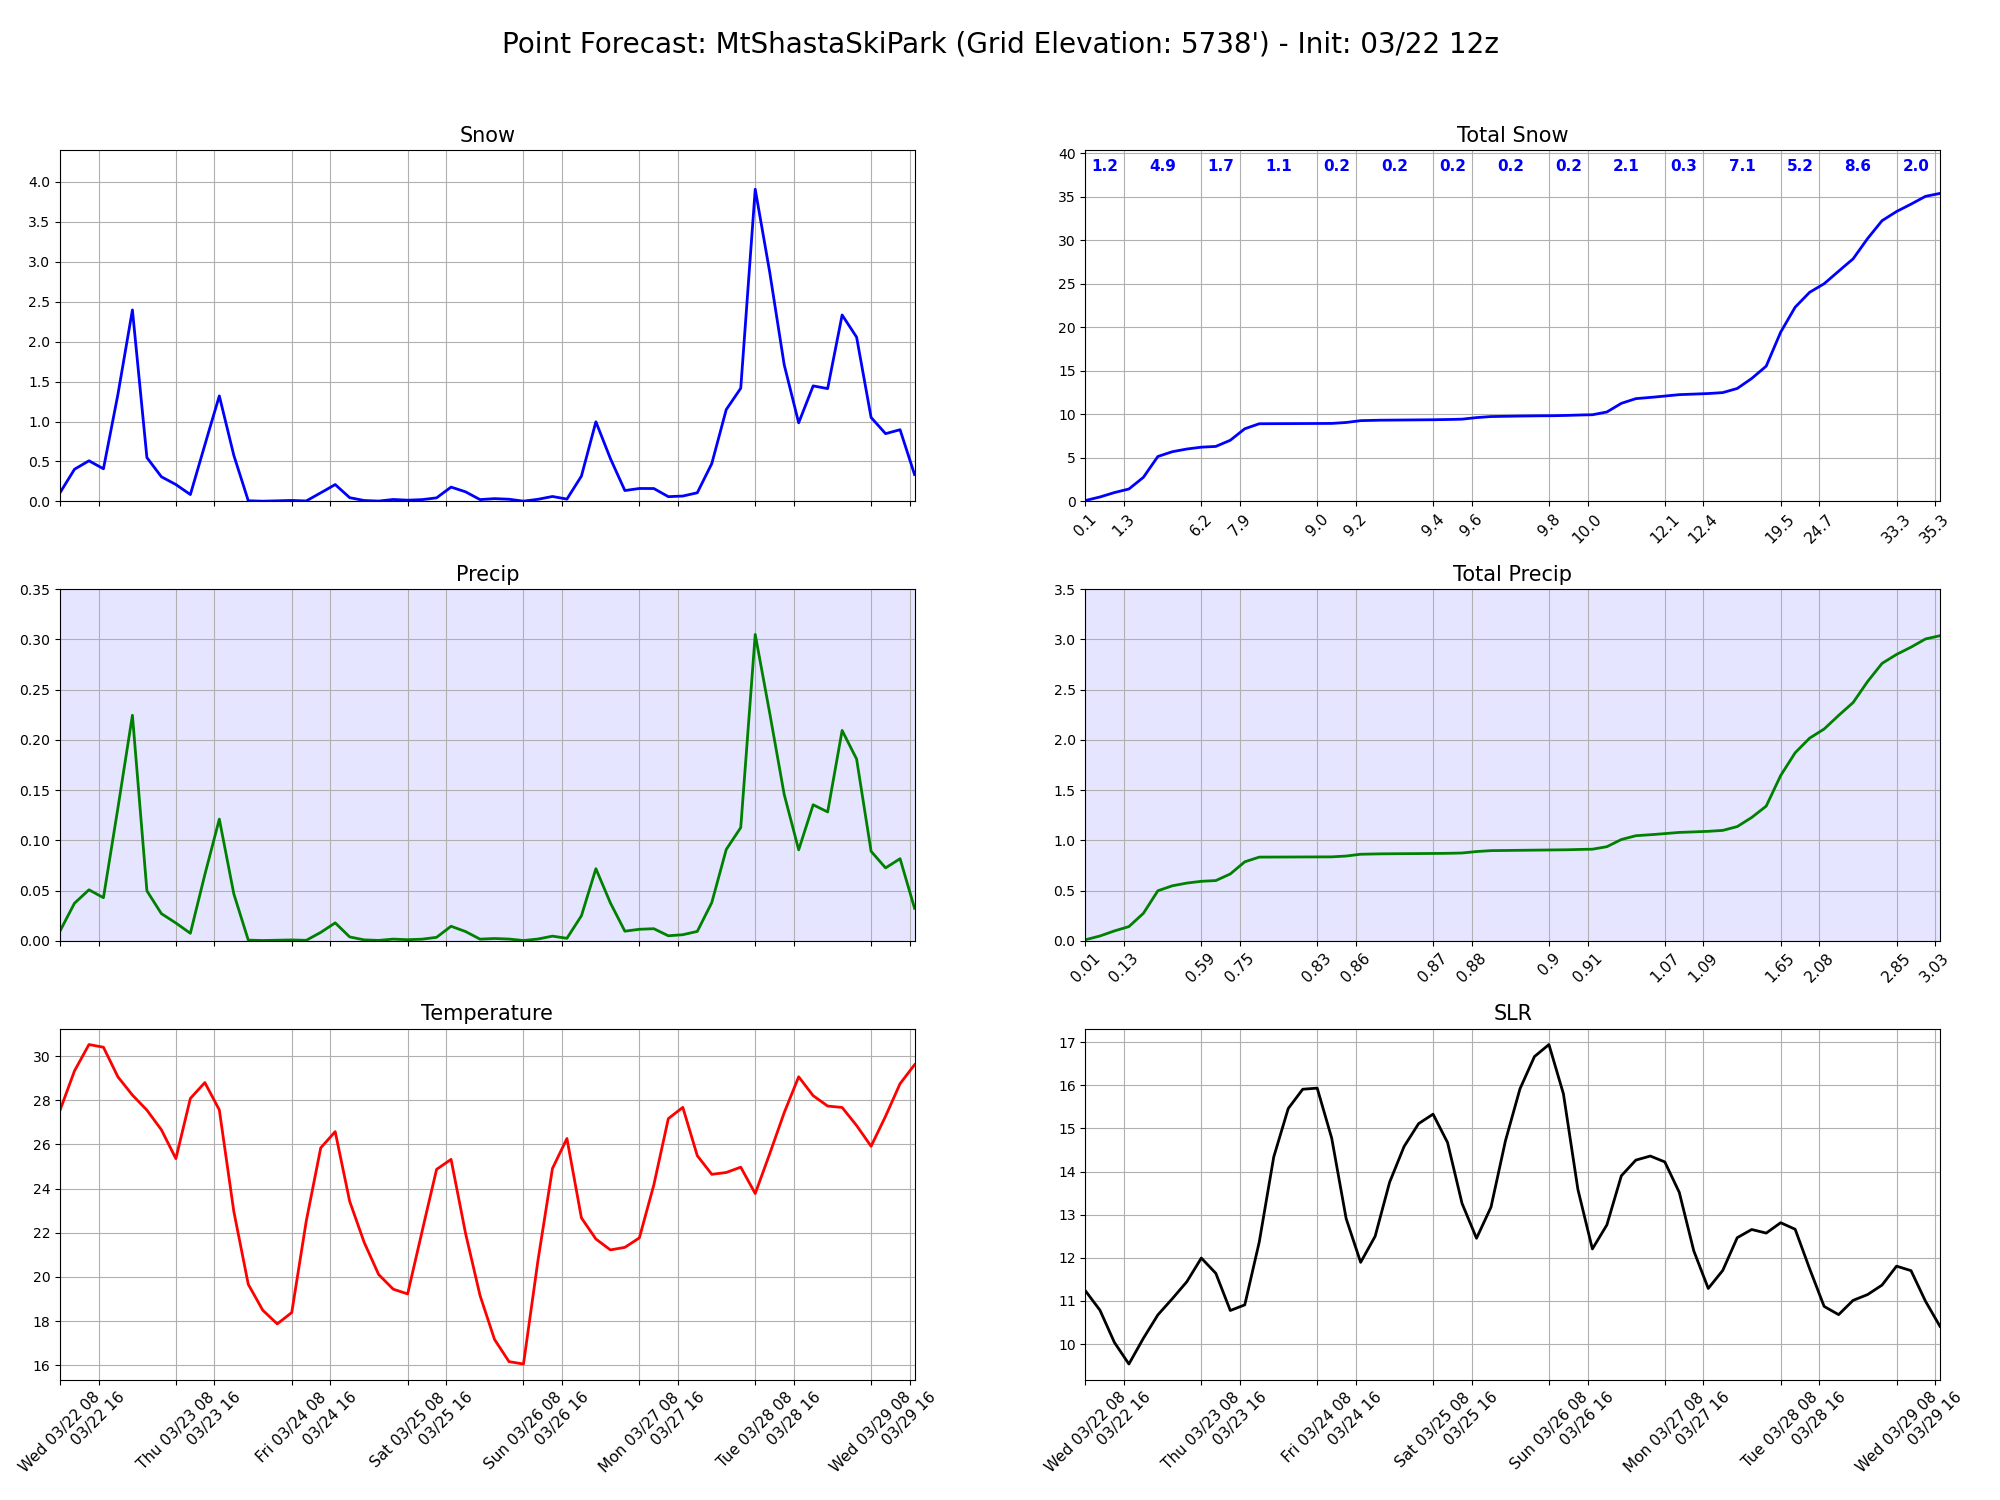 Point Forecast: MtShastaSkiPark (Grid Elevation: 5738') - Init: 03/22 12z
Snow
4.0
3.5
3.0
2.5
2.0
1.5
1.0
0.5
0.0
Total Snow
1.2 4.9 1.7 1.1 0.2 0.2 0.2 0.2 0.2 2.1 0.3 7.1 5.2 8.6 2.0
40
35
30
25
20
15
10
5
0
0.1 1.3 6.2 7.9 9.0 9.2 9.4 9.6 9.8 10.0 12.1 12.4 19.5 24.7 33.3 35.3
Precip
0.35
0.30
0.25
0.20
0.15
0.10
0.05
0.00
Total Precip
3.5
3.0
2.5
2.0
1.5
1.0
0.5
0.0
0.01 0.13 0.59 0.75 0.83 0.86 0.87 0.88 0.9 0.91 1.07 1.09 1.65 2.08 2.85 3.03
Temperature
30
28
26
24
22
20
18
16
Wed 03/22 08
03/22 16
Thu 03/23 08
03/23 16
Fri 03/24 08
03/24 16
Sat 03/25 08
03/25 16
Sun 03/26 08
03/26 16
Mon 03/27 08
03/27 16
Tue 03/28 08
03/28 16
Wed 03/29 08
03/29 16
SLR
17
16
15
14
13
12
11
10
Wed 03/22 08
03/22 16
Thu 03/23 08
03/23 16
Fri 03/24 08
03/24 16
Sat 03/25 08
03/25 16
Sun 03/26 08
03/26 16
Mon 03/27 08
03/27 16
Tue 03/28 08
03/28 16
Wed 03/29 08
03/29 16